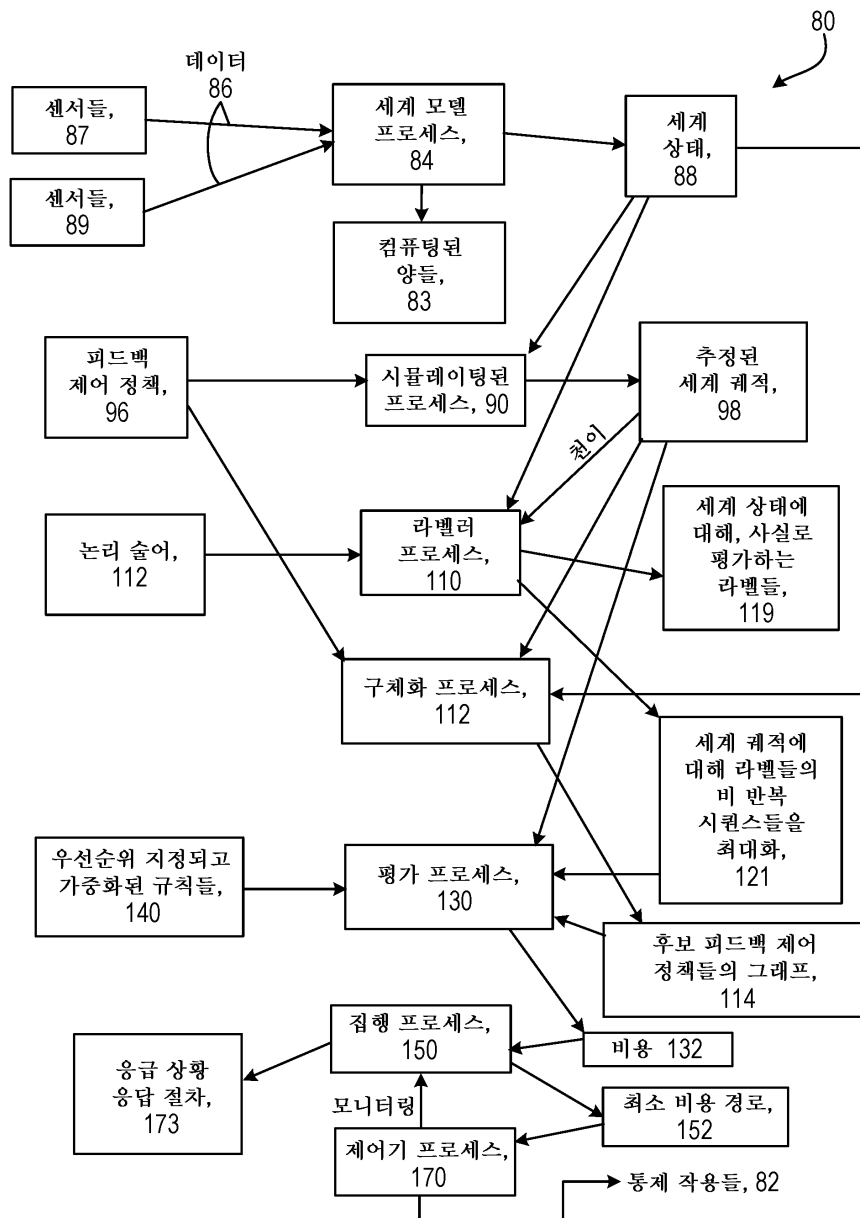 80
데이터
86
센서들,
87
세계 모델
프로세스,
84
세계
상태,
88
센서들,
89
컴퓨팅된
양들,
83
피드백
제어 정책,
96
시뮬레이팅된
프로세스, 90
추정된
세계 궤적,
98
천이
논리 술어,
112
라벨러
프로세스,
110
세계 상태에
대해, 사실로
평가하는
라벨들,
119
구체화 프로세스,
112
세계 궤적에
대해 라벨들의
비 반복
시퀀스들을
최대화,
121
우선순위 지정되고
가중화된 규칙들,
140
평가 프로세스,
130
후보 피드백 제어
정책들의 그래프,
114
집행 프로세스,
150
비용 132
응급 상황
응답 절차,
173
모니터링
최소 비용 경로,
152
제어기 프로세스,
170
통제 작용들, 82